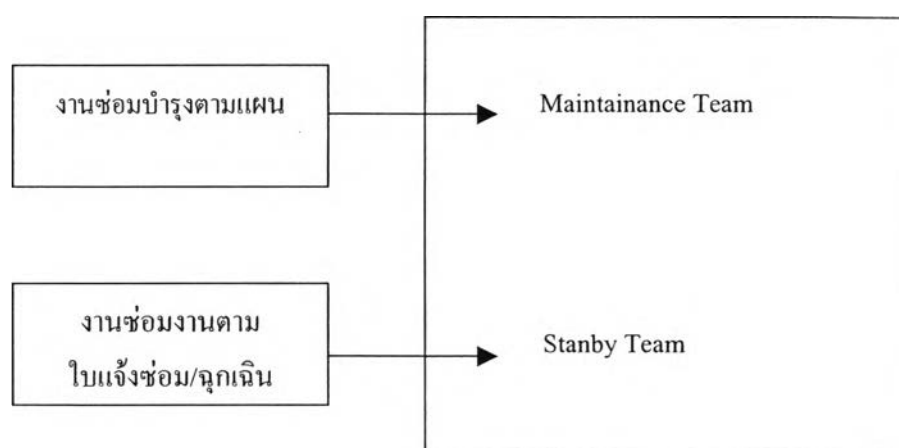 งานซ่อมบำรุงตามแผน
Maintainance Team
งานซ่อมงานตาม
ใบแจ้งซ่อม/ฉุกเฉิน
Stanby Team